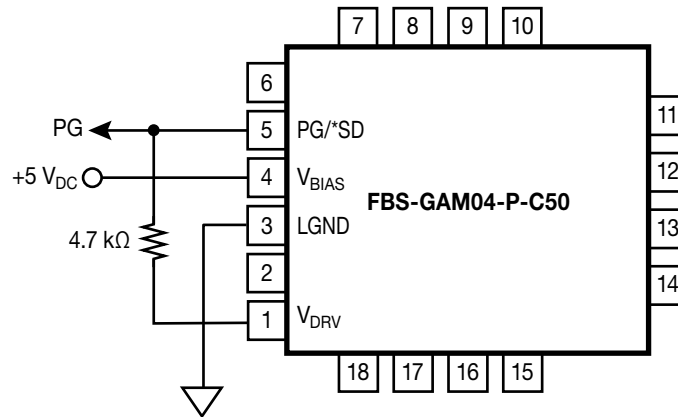 7 8 9 10
6
PG 5 PG/*SD 11
+5 VDC 4 VBIAS 12
FBS-GAM04-P-C50
3 LGND 13
4.7 kΩ
2 14
1 VDRV
18 17 16 15